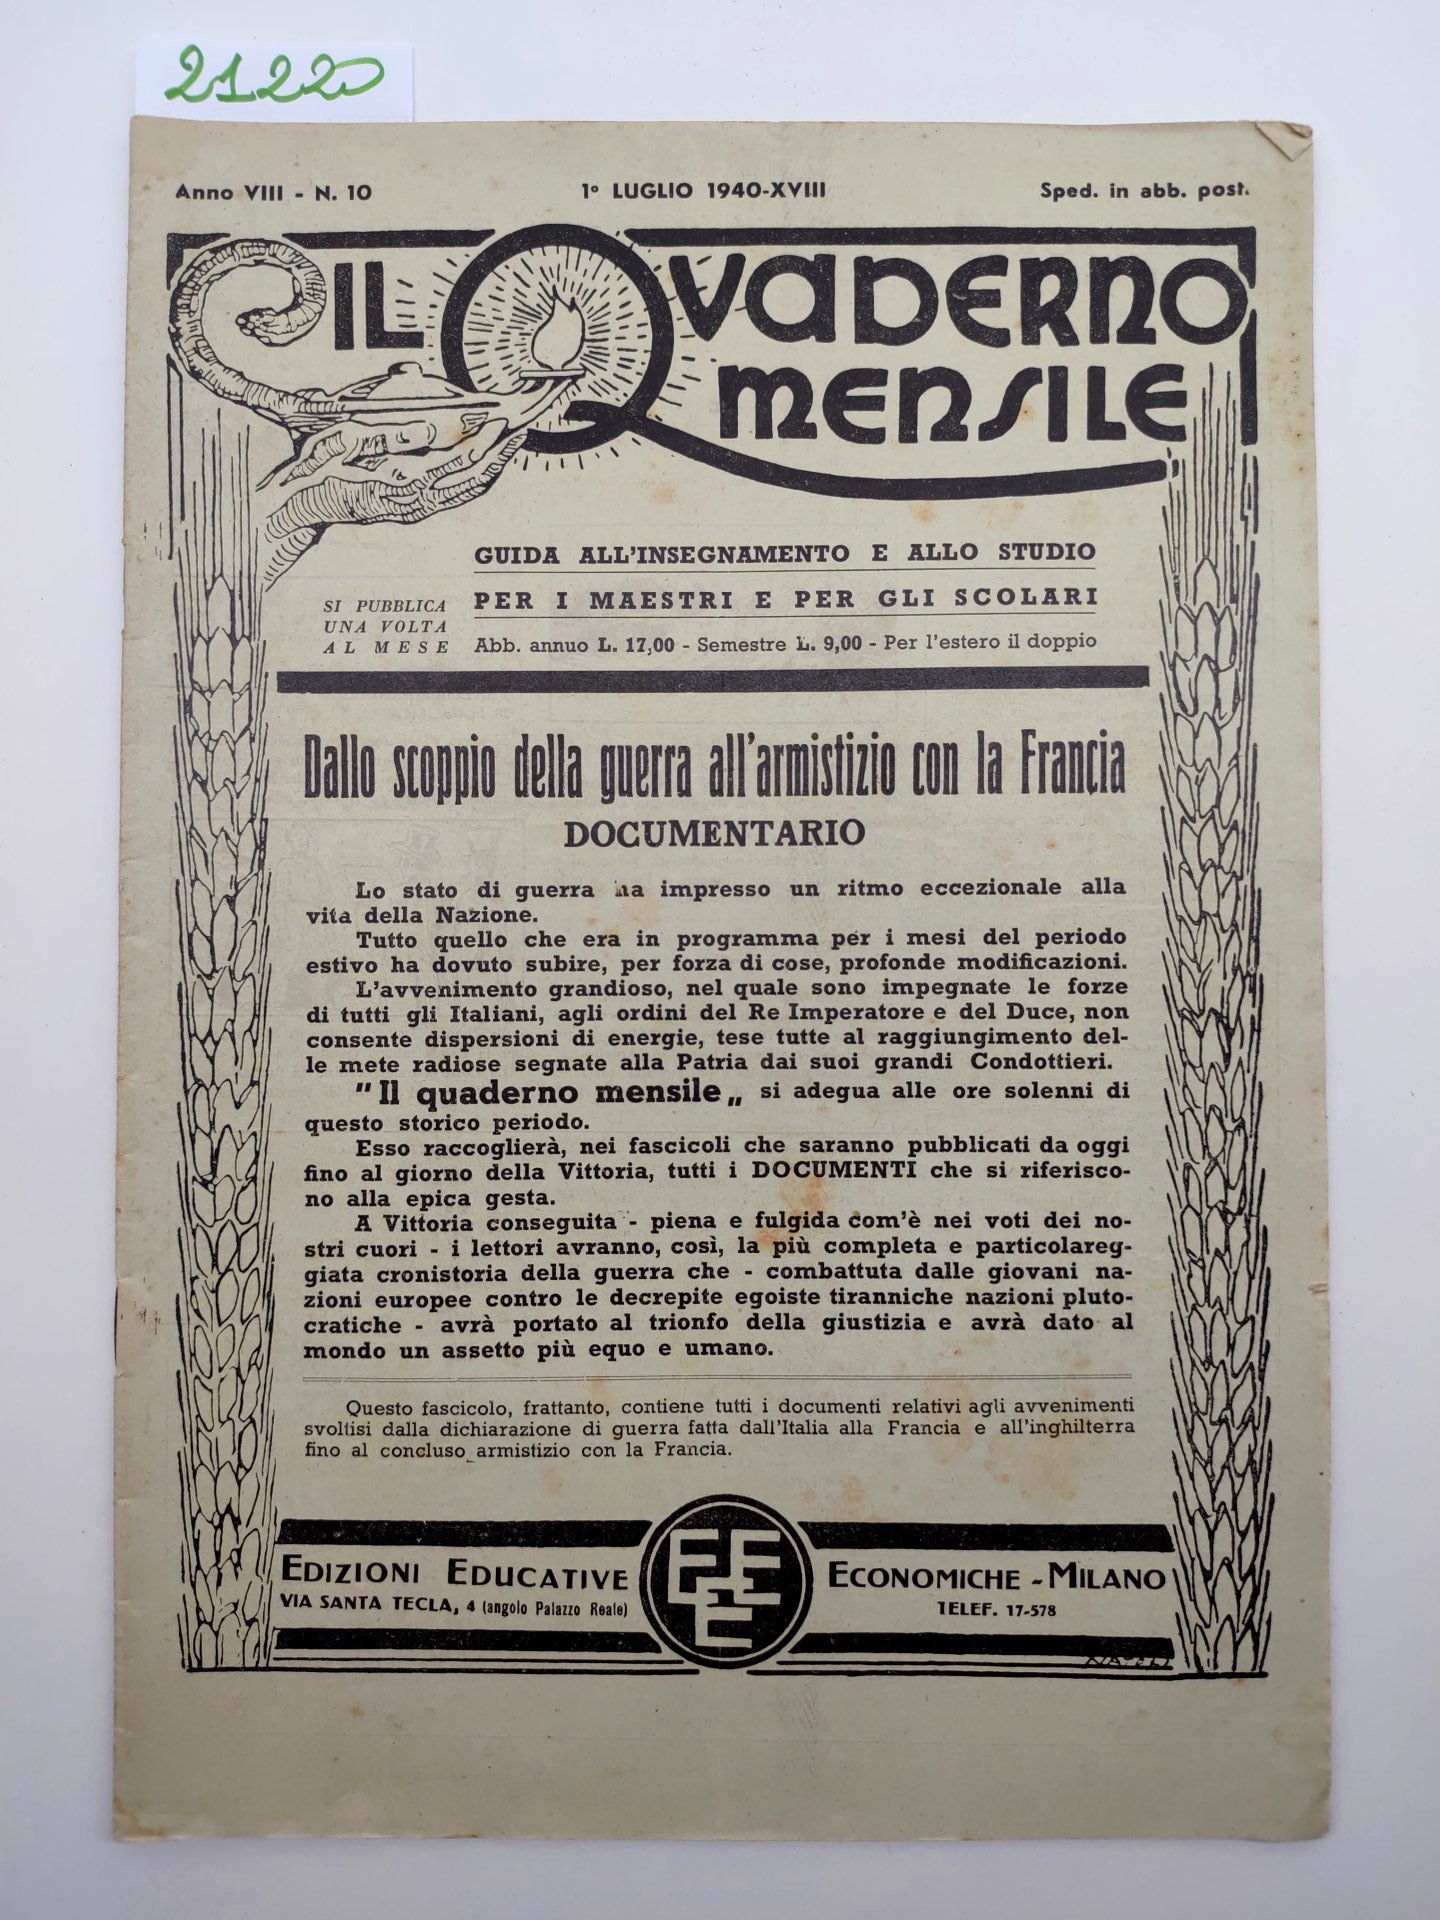 21220
Anno VIII - N. 10
1° LUGLIO 1940-XVIII
Sped. in abb. post.
IL QVADERNO
MENSILE
GUIDA ALL'INSEGNAMENTO E ALLO STUDIO
PER I MAESTRI E PER GLI SCOLARI
SI PUBBLICA
UNA VOLTA
AL MESE
Abb. annuo L. 17,00 - Semestre L. 9,00 - Per l'estero il doppio
Dallo scoppio della guerra all'armistizio con la Francia
DOCUMENTARIO
Lo stato di guerra ha impresso un ritmo eccezionale alla
vita della Nazione.
Tutto quello che era in programma per i mesi del periodo
estivo ha dovuto subire, per forza di cose, profonde modificazioni.
L'avvenimento grandioso, nel quale sono impegnate le forze
di tutti gli Italiani, agli ordini del Re Imperatore e del Duce, non
consente dispersioni di energie, tese tutte al raggiungimento del-
le mete radiose segnate alla Patria dai suoi grandi Condottieri.
"Il quaderno mensile„ si adegua alle ore solenni di
questo storico periodo.
Esso raccoglierà, nei fascicoli che saranno pubblicati da oggi
fino al giorno della Vittoria, tutti i DOCUMENTI che si riferisco-
no alla epica gesta.
A Vittoria conseguita - piena e fulgida com'è nei voti dei no-
stri cuori - i lettori avranno, così, la più completa e particolareg-
giata cronistoria della guerra che - combattuta dalle giovani na-
zioni europee contro le decrepite egoiste tiranniche nazioni pluto-
cratiche - avrà portato al trionfo della giustizia e avrà dato al
mondo un assetto più equo e umano.
Questo fascicolo, frattanto, contiene tutti i documenti relativi agli avvenimenti
svoltisi dalla dichiarazione di guerra fatta dall'Italia alla Francia e all'inghilterra
fino al concluso armistizio con la Francia.
EDIZIONI EDUCATIVE
VIA SANTA TECLA, 4 (angolo Palazzo Reale)
EEE
ECONOMICHE - MILANO
TELEF. 17-578